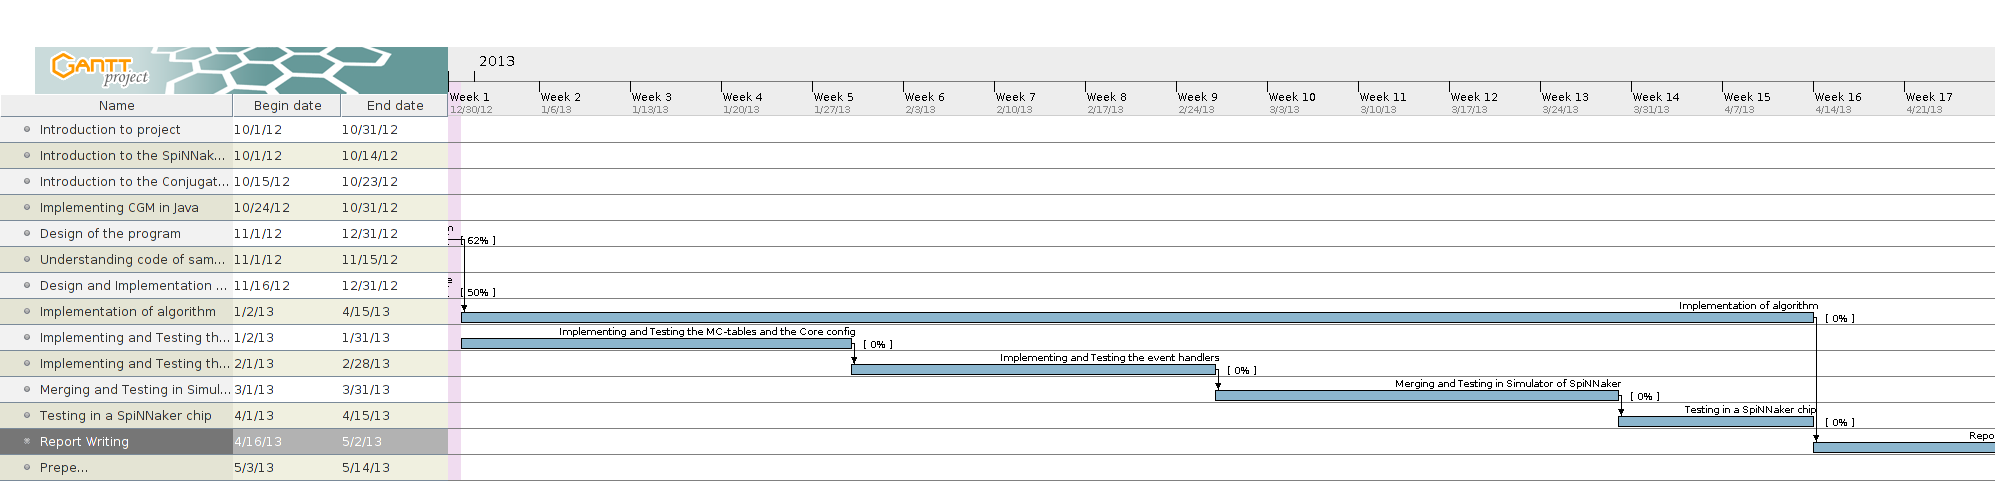 2013
GANTT
project
Name Begin date End date
Week 1 Week 2 Week 3 Week 4 Week 5 Week 6 Week 7 Week 8 Week 9 Week 10 Week 11 Week 12 Week 13 Week 14 Week 15 Week 16 Week 17
12/30/12 1/6/13 1/13/13 1/20/13 1/27/13 2/3/13 2/10/13 2/17/13 2/24/13 3/3/13 3/10/13 3/17/13 3/24/13 3/31/13 4/7/13 4/14/13 4/21/13
Introduction to project 10/1/12 10/31/12
Introduction to the SpiNNak... 10/1/12 10/14/12
Introduction to the Conjugat... 10/15/12 10/23/12
Implementing CGM in Java 10/24/12 10/31/12
Design of the program 11/1/12 12/31/12 [ 62% ]
Understanding code of sam... 11/1/12 11/15/12
Design and Implementation ... 11/16/12 12/31/12 [ 50% ]
Implementation of algorithm 1/2/13 4/15/13 Implementation of algorithm [ 0% ]
Implementing and Testing th... 1/2/13 1/31/13 Implementing and Testing the MC-tables and the Core config [ 0% ]
Implementing and Testing th... 2/1/13 2/28/13 Implementing and Testing the event handlers [ 0% ]
Merging and Testing in Simul... 3/1/13 3/31/13 Merging and Testing in Simulator of SpiNNaker [ 0% ]
Testing in a SpiNNaker chip 4/1/13 4/15/13 Testing in a SpiNNaker chip [ 0% ]
Report Writing 4/16/13 5/2/13 Repo
Prepe... 5/3/13 5/14/13